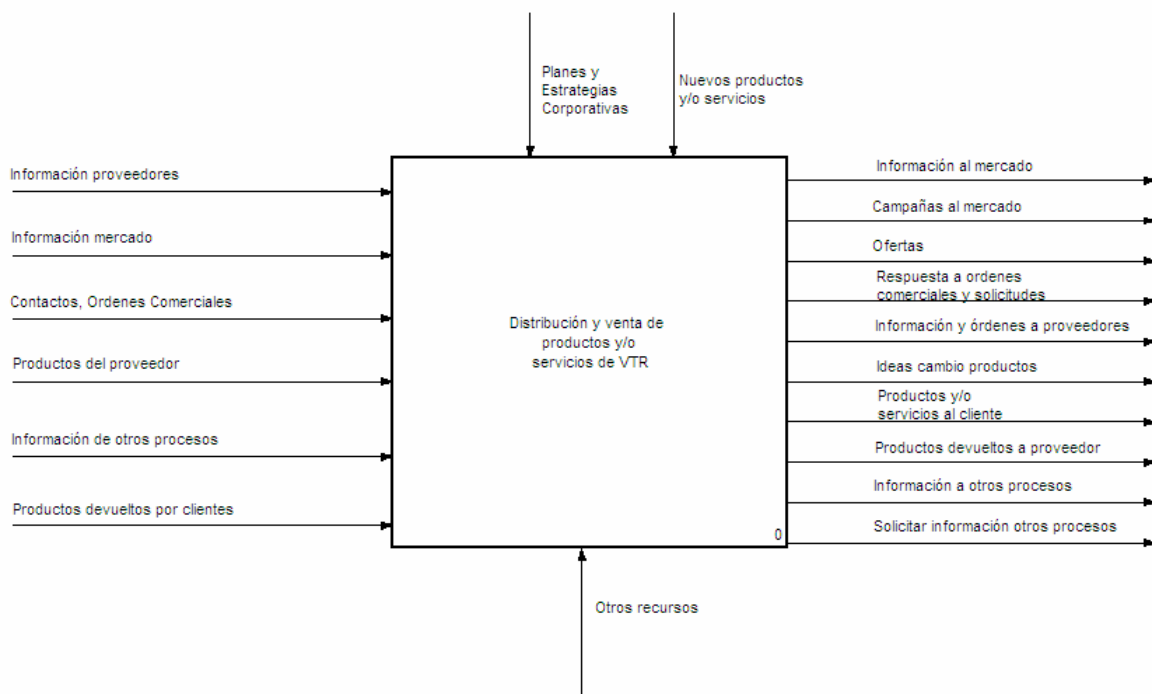 Planes y
Estrategias
Corporativas
Nuevos productos
y/o servicios
Información proveedores
Información mercado
Contactos, Ordenes Comerciales
Productos del proveedor
Información de otros procesos
Productos devueltos por clientes
Distribución y venta de
productos y/o
servicios de VTR
0
Información al mercado
Campañas al mercado
Ofertas
Respuesta a ordenes
comerciales y solicitudes
Información y órdenes a proveedores
Ideas cambio productos
Productos y/o
servicios al cliente
Productos devueltos a proveedor
Información a otros procesos
Solicitar información otros procesos
Otros recursos